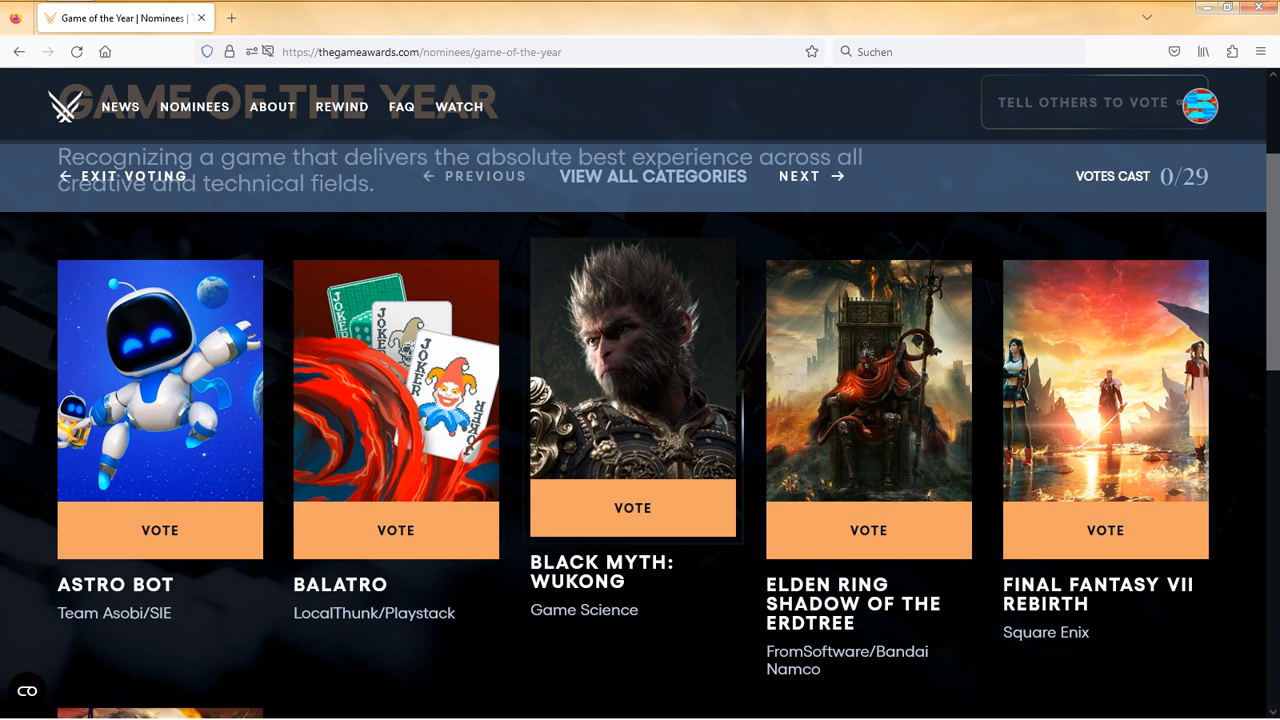 Game of the Year | Nominees |
https://thegameawards.com/nominees/game-of-the-year
Suchen
GAME OF THE YEAR
NEWS NOMINEES ABOUT REWIND FAQ WATCH
TELL OTHERS TO VOTE
Recognizing a game that delivers the absolute best experience across all
creative and technical fields.
EXIT VOTING
PREVIOUS
VIEW ALL CATEGORIES
NEXT
VOTES CAST 0/29
JOKER
JOKER
JOKER
JOKER
VOTE
VOTE
VOTE
VOTE
VOTE
ASTRO BOT
Team Asobi/SIE
BALATRO
LocalThunk/Playstack
BLACK MYTH:
WUKONG
Game Science
ELDEN RING
SHADOW OF THE
ERDTREE
FromSoftware/Bandai
Namco
FINAL FANTASY VII
REBIRTH
Square Enix